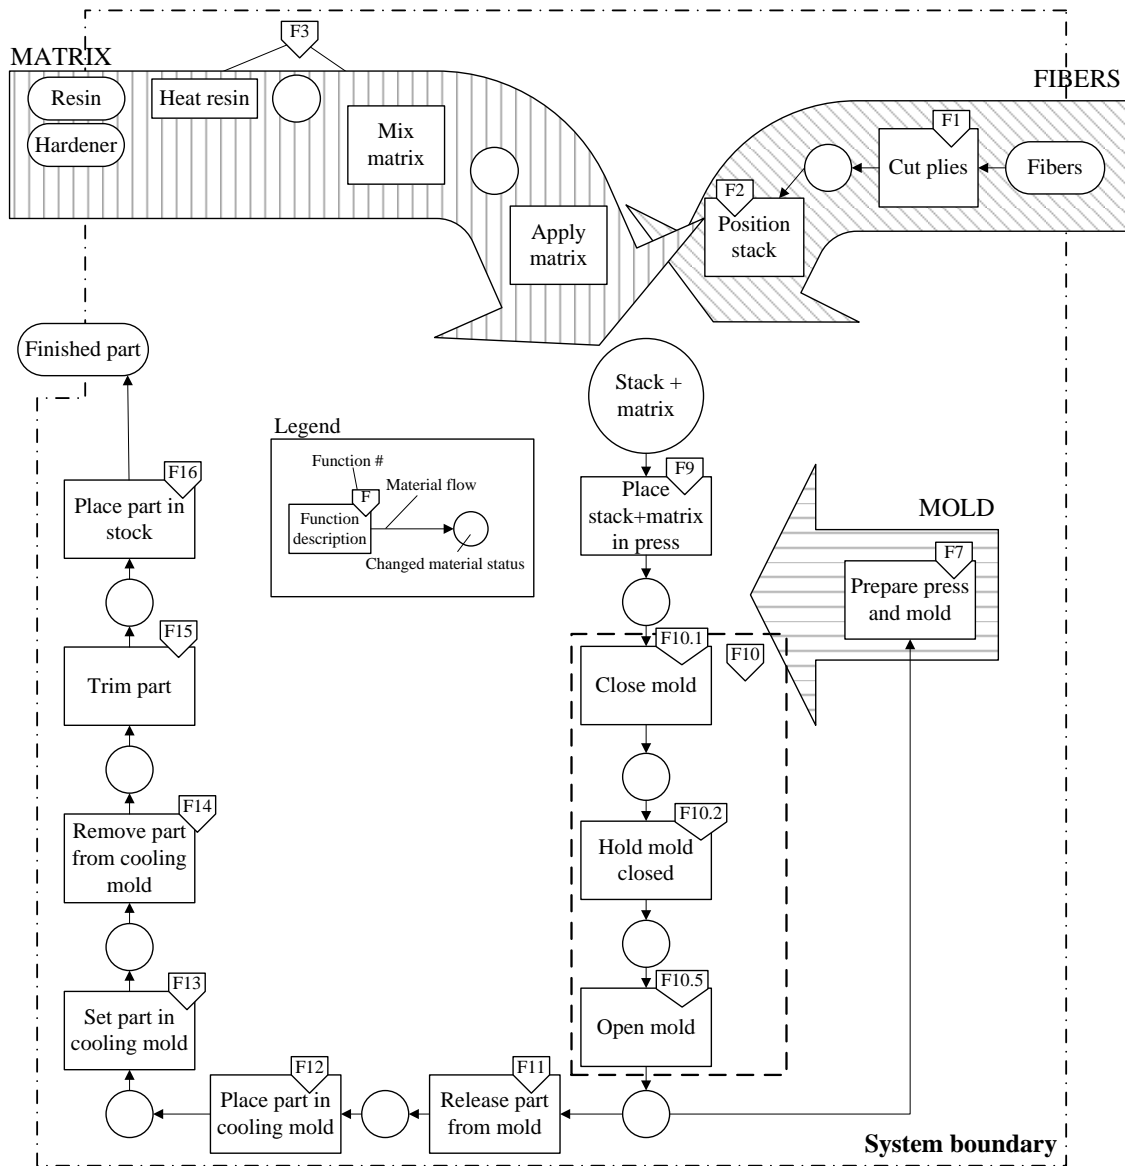 F3
MATRIX
FIBERS
Resin
Heat resin
Hardener
Mix
matrix
F1
Cut plies
Fibers
F2
Position
stack
Apply
matrix
Finished part
Stack +
matrix
Legend
Function #
F
Material flow
Function
description
Changed material status
F16
Place part in
stock
F9
Place
stack+matrix
in press
MOLD
F7
Prepare press
and mold
F15
Trim part
F10.1
F10
Close mold
F14
Remove part
from cooling
mold
F10.2
Hold mold
closed
F13
Set part in
cooling mold
F10.5
Open mold
F12
Place part in
cooling mold
F11
Release part
from mold
System boundary